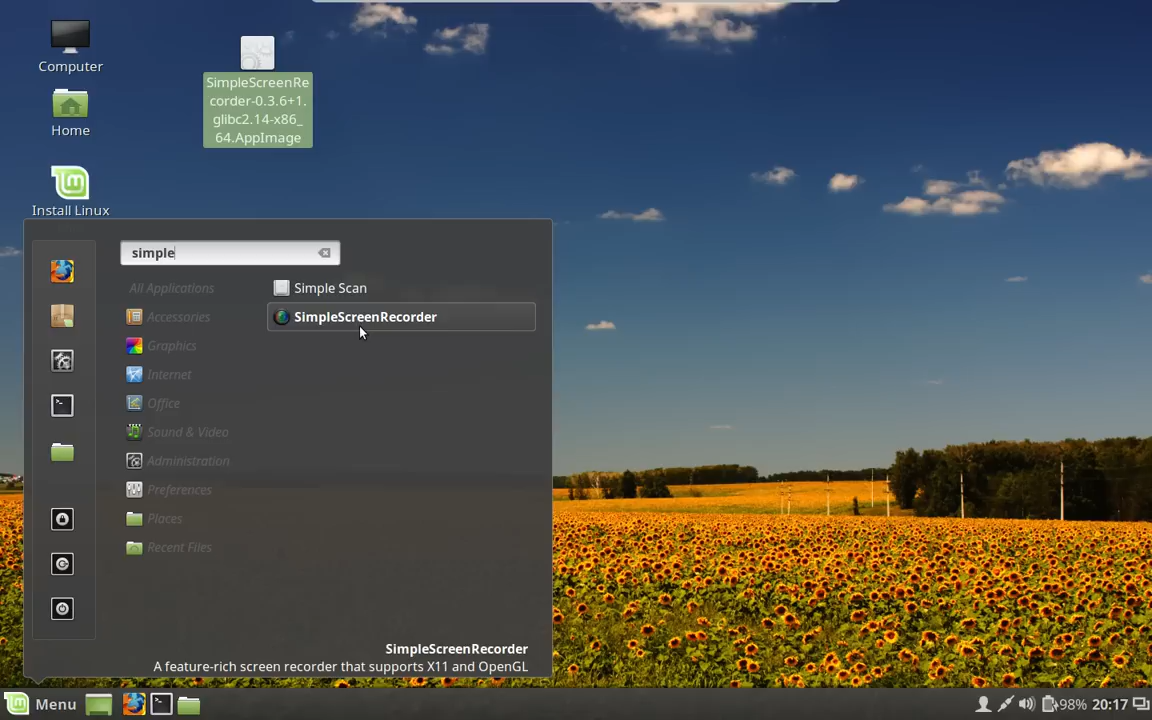 Computer
Home
Install Linux
SimpleScreenRe
corder-0.3.6+1.
glibc2.14-x86_
64.AppImage
simple
All Applications
Accessories
Graphics
Internet
Office
Sound & Video
Administration
Preferences
Places
Recent Files
Simple Scan
SimpleScreenRecorder
SimpleScreenRecorder
A feature-rich screen recorder that supports X11 and OpenGL
Menu
98% 20:17